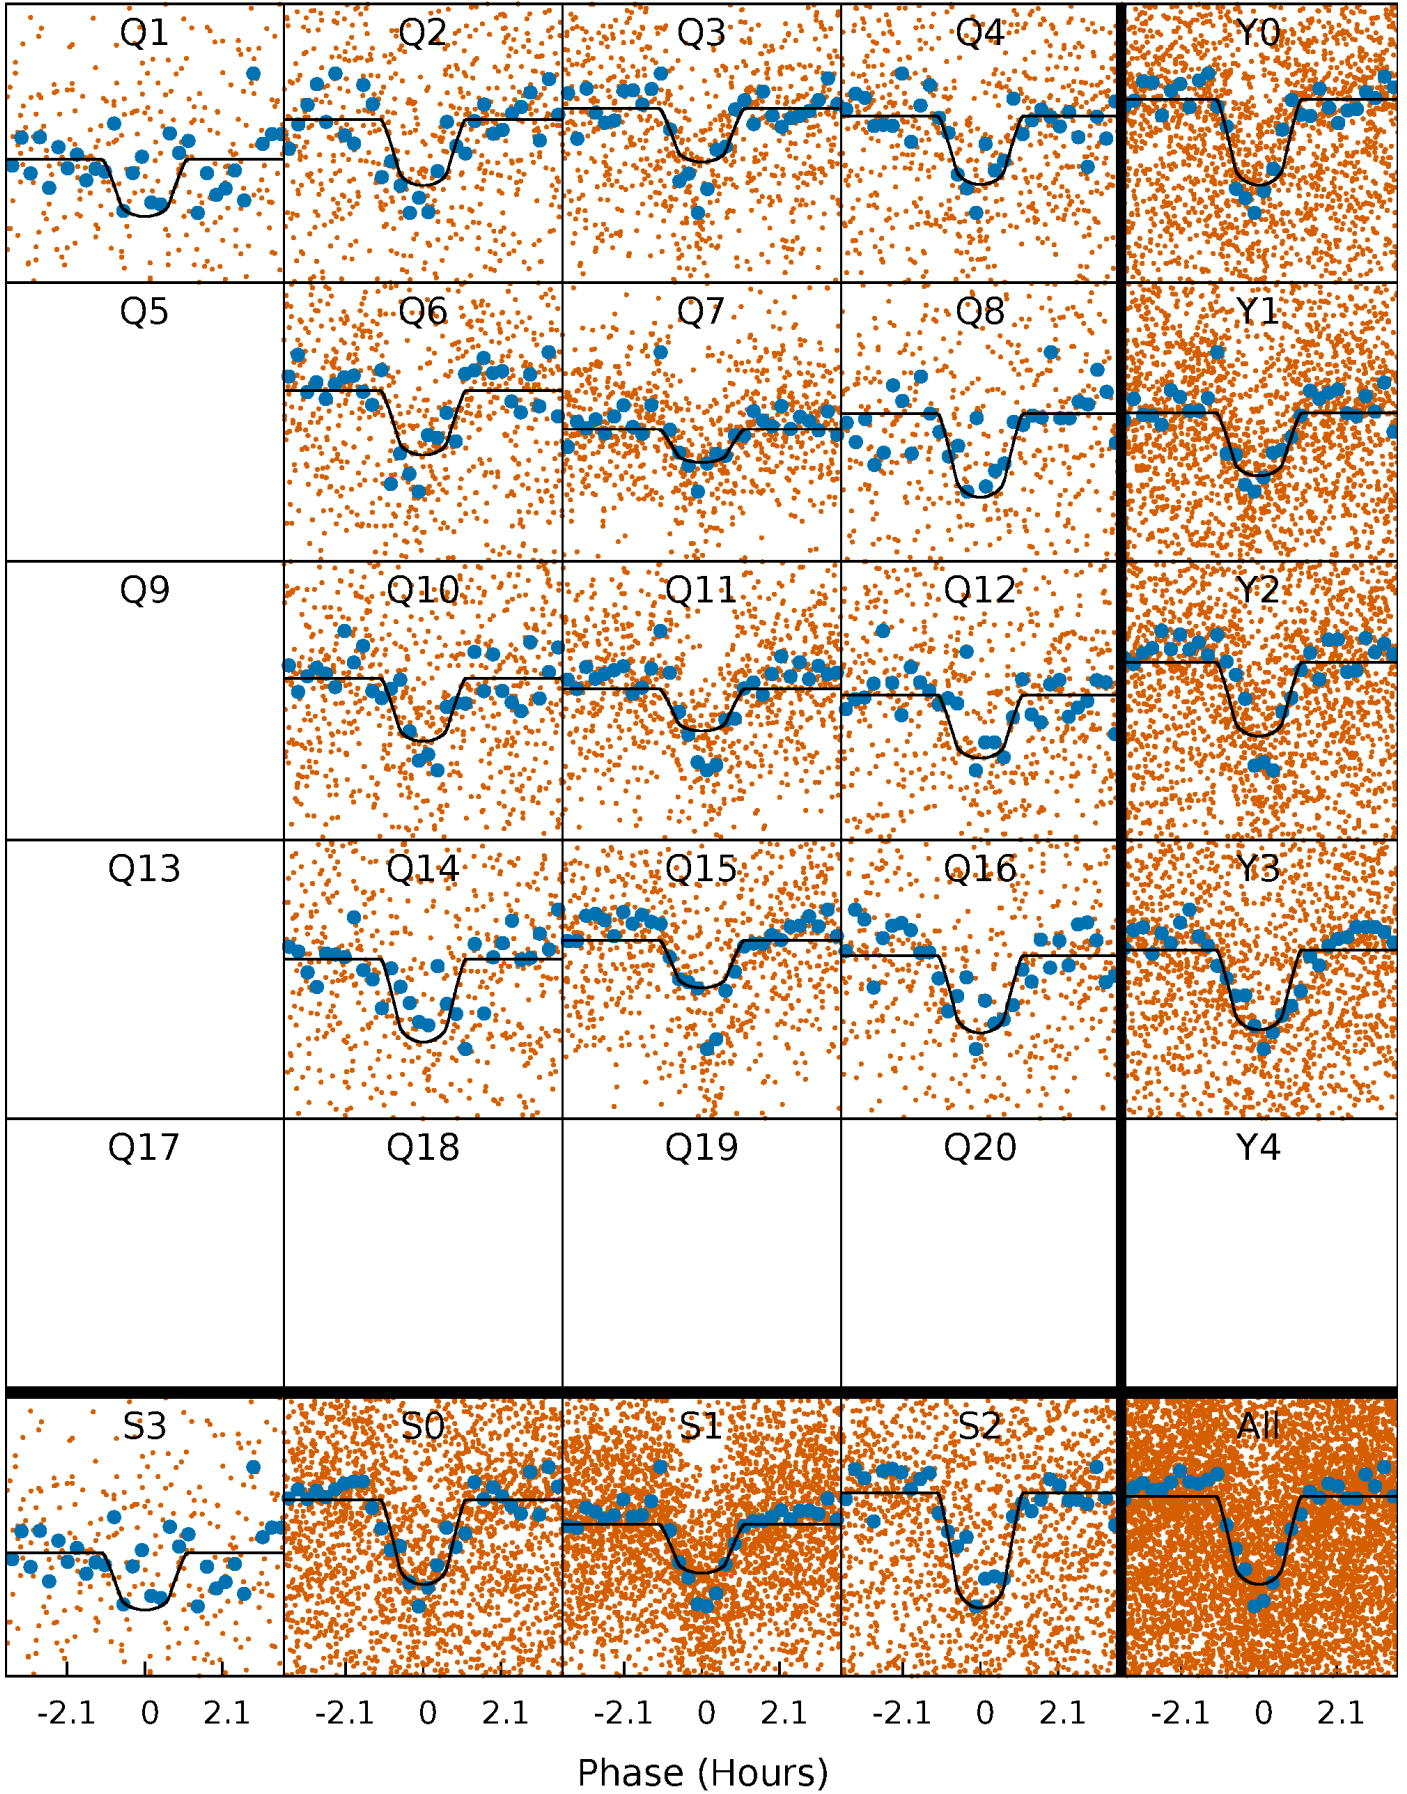 Q1 Q2 Q3 Q4 Y0
Q5 Q6 Q7 Q8 Y1
Q9 Q10 Q11 Q12 Y2
Q13 Q14 Q15 Q16 Y3
Q17 Q18 Q19 Q20 Y4
S3 S0 S1 S2 All
-2.1 0 2.1 -2.1 0 2.1 -2.1 0 2.1 -2.1 0 2.1 -2.1 0 2.1
Phase (Hours)